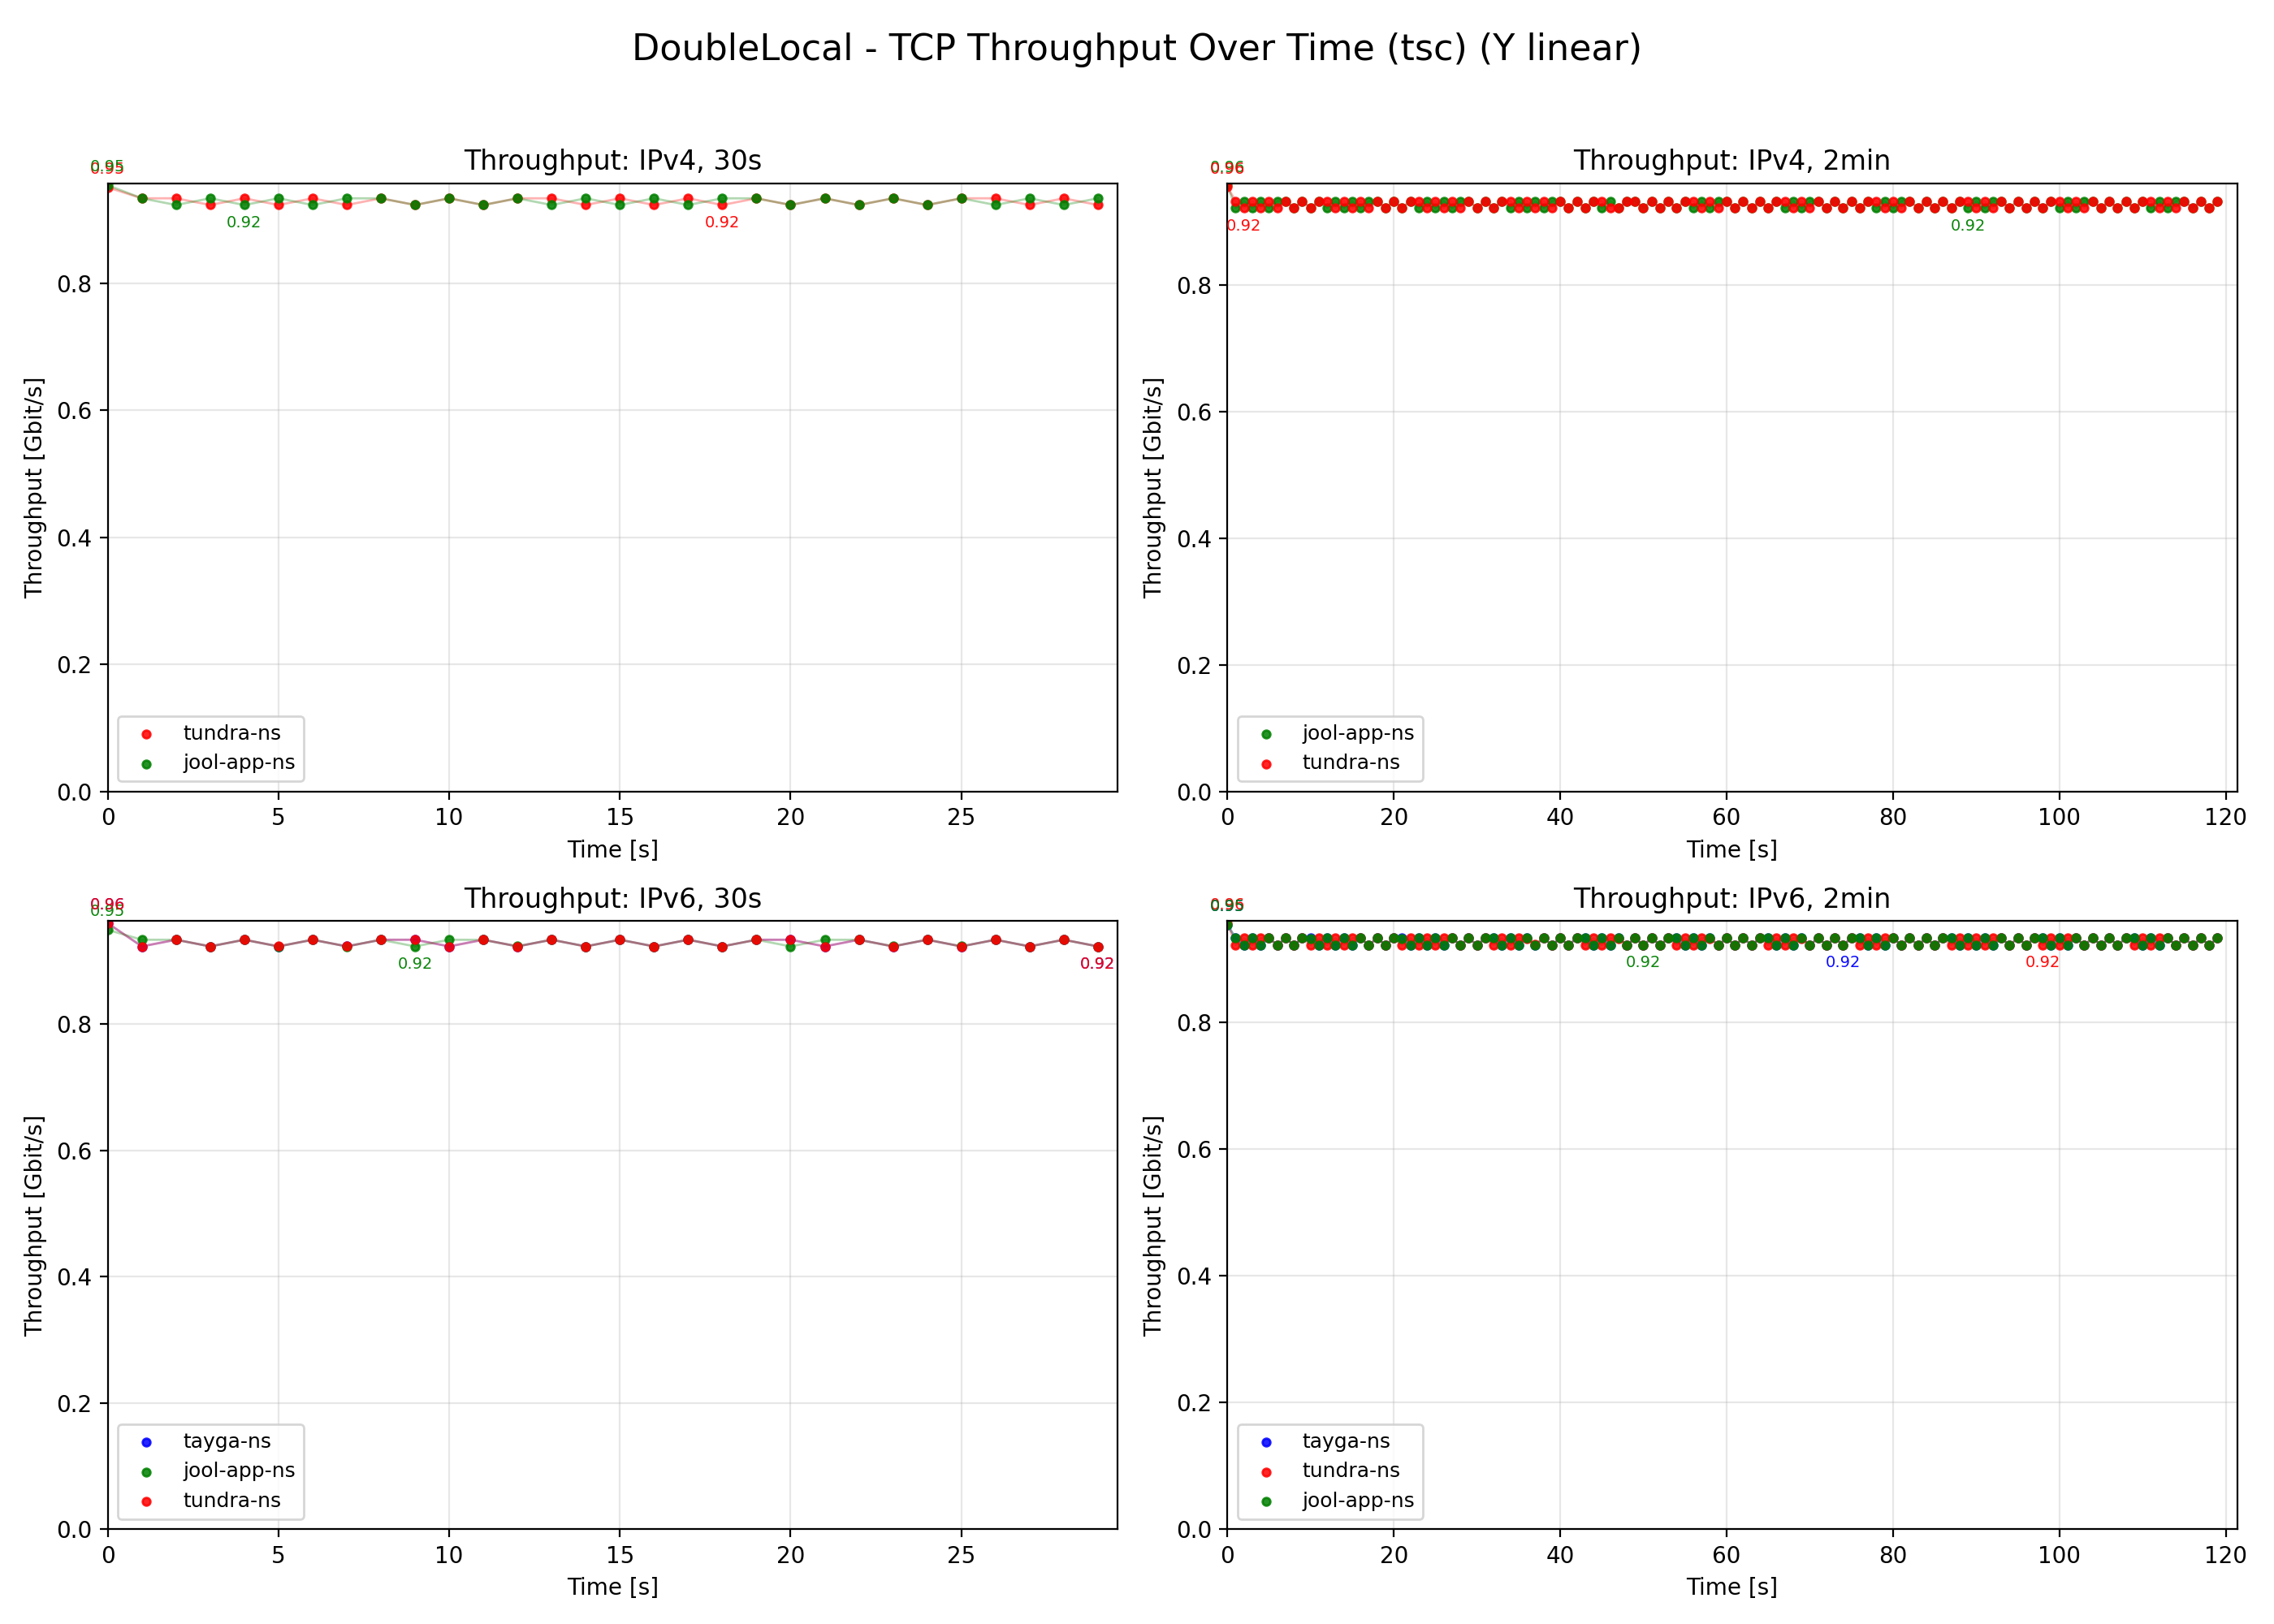 DoubleLocal - TCP Throughput Over Time (tsc) (Y linear)
Throughput: IPv4, 30s
0.95
0.92
0.92
0.8
0.6
0.4
0.2
0.0
Throughput [Gbit/s]
tundra-ns
jool-app-ns
0 5 10 15 20 25
Time [s]
Throughput: IPv4, 2min
0.96
0.92
0.92
0.8
0.6
0.4
0.2
0.0
Throughput [Gbit/s]
jool-app-ns
tundra-ns
0 20 40 60 80 100 120
Time [s]
Throughput: IPv6, 30s
0.96
0.95
0.92
0.92
0.8
0.6
0.4
0.2
0.0
Throughput [Gbit/s]
tayga-ns
jool-app-ns
tundra-ns
0 5 10 15 20 25
Time [s]
Throughput: IPv6, 2min
0.92
0.92
0.92
0.8
0.6
0.4
0.2
0.0
Throughput [Gbit/s]
tayga-ns
tundra-ns
jool-app-ns
0 20 40 60 80 100 120
Time [s]